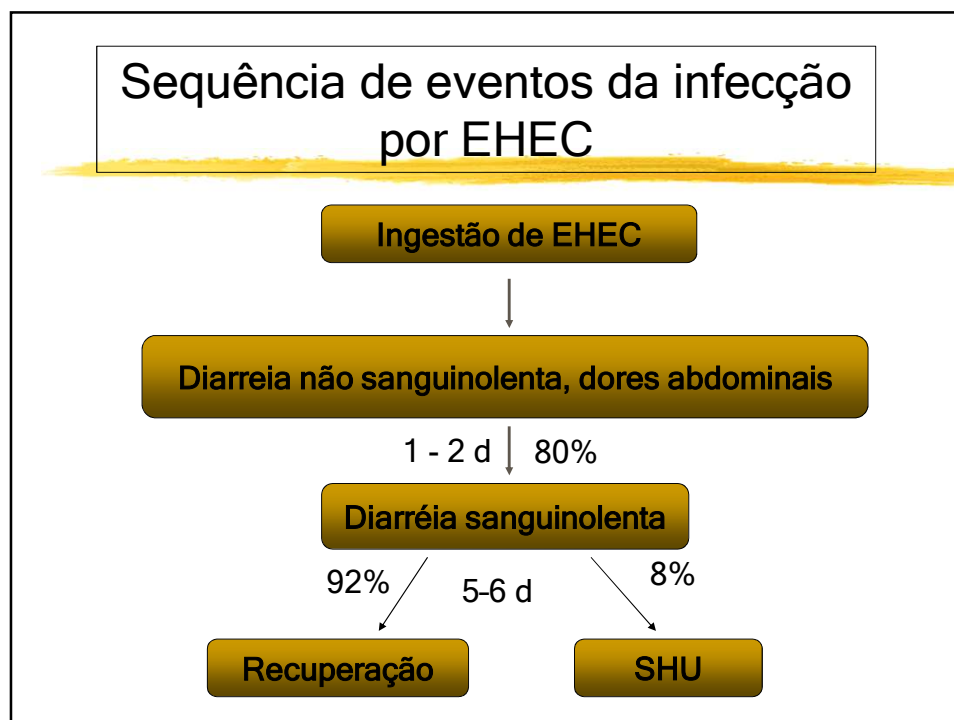 Sequência de eventos da infecção
por EHEC
Ingestão de EHEC
Diarreia não sanguinolenta, dores abdominais
1 - 2 d 80%
Diarréia sanguinolenta
92% 5-6 d 8%
Recuperação SHU